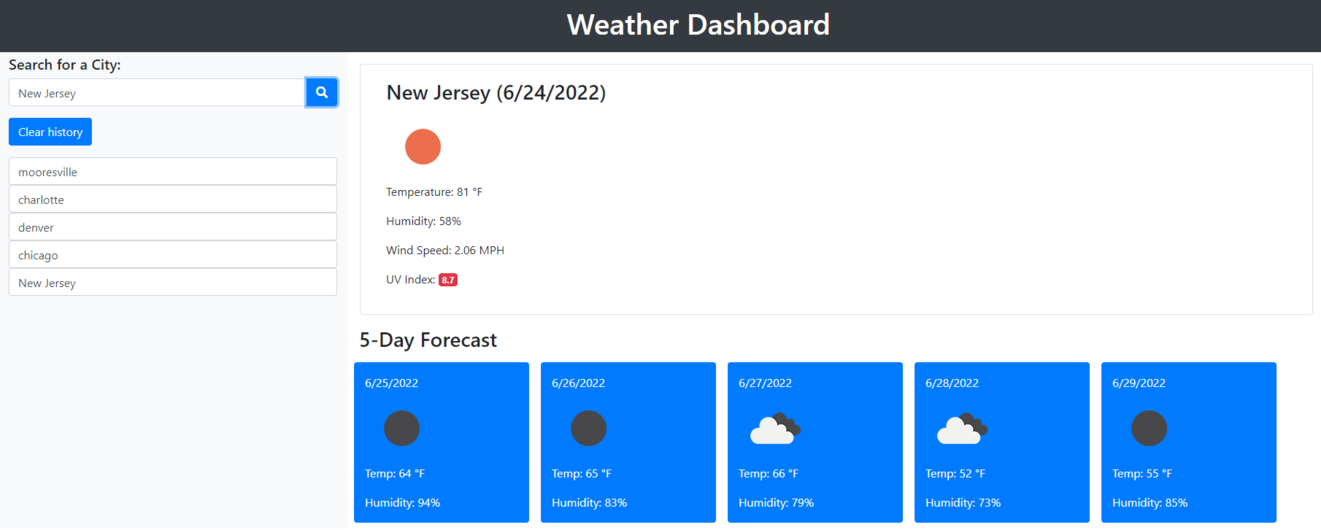 Weather Dashboard
Search for a City:
New Jersey
Clear history
mooresville
charlotte
denver
chicago
New Jersey
New Jersey (6/24/2022)
Temperature: 81 °F
Humidity: 58%
Wind Speed: 2.06 MPH
UV Index: 8.7
5-Day Forecast
6/25/2022
Temp: 64 °F
Humidity: 94%
6/26/2022
Temp: 65 °F
Humidity: 83%
6/27/2022
Temp: 66 °F
Humidity: 79%
6/28/2022
Temp: 52 °F
Humidity: 73%
6/29/2022
Temp: 55 °F
Humidity: 85%